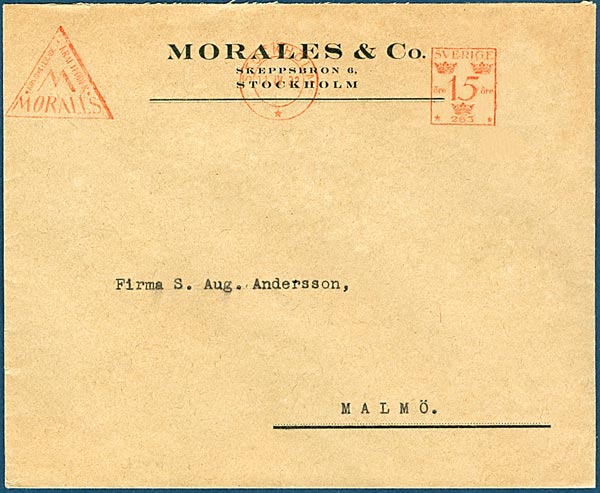 MORALES & Co.
SKEPPSBRON 6,
STOCKHOLM
MORALES
SVERIGE
öre 15 öre
* 263 *
Firma S. Aug. Andersson,
MALMÖ.